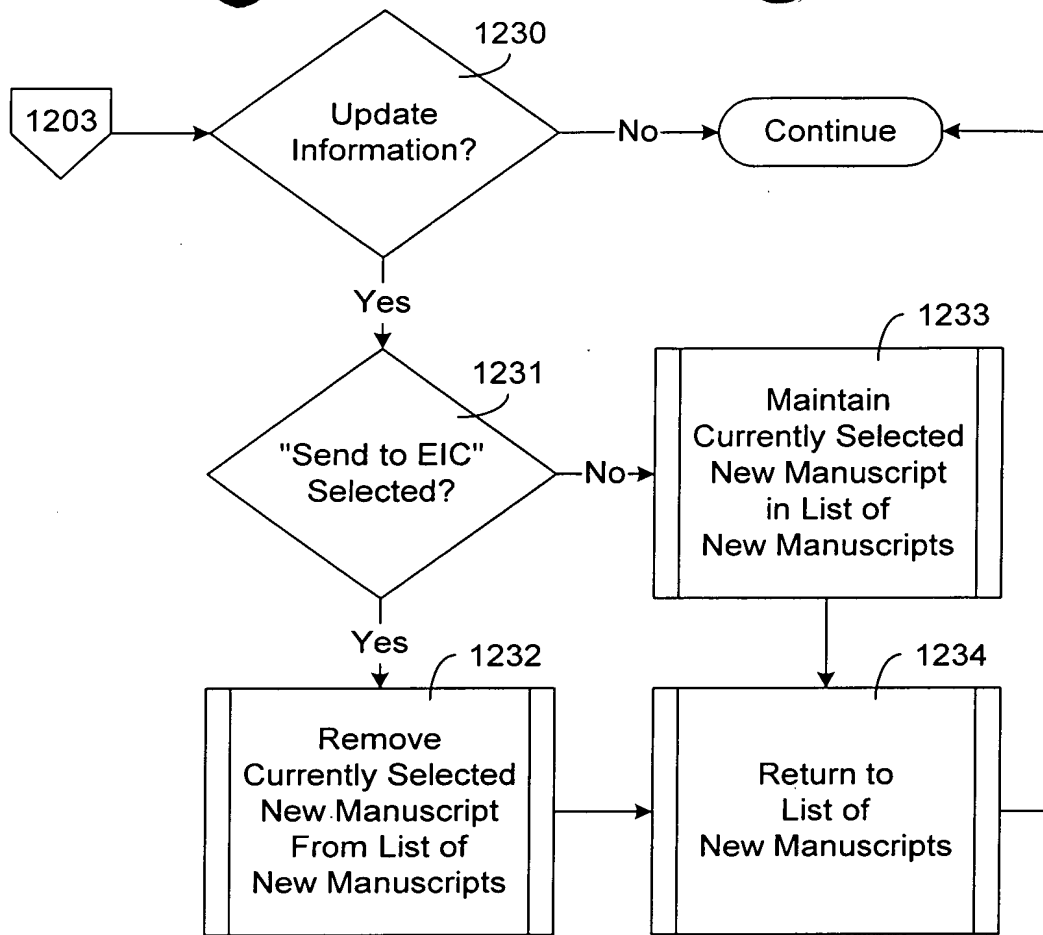 1230
1203
Update
Information?
No
Continue
Yes
1231
"Send to EIC"
Selected?
No
1233
Maintain
Currently Selected
New Manuscript
in List of
New Manuscripts
Yes
1232
Remove
Currently Selected
New Manuscript
From List of
New Manuscripts
1234
Return to
List of
New Manuscripts